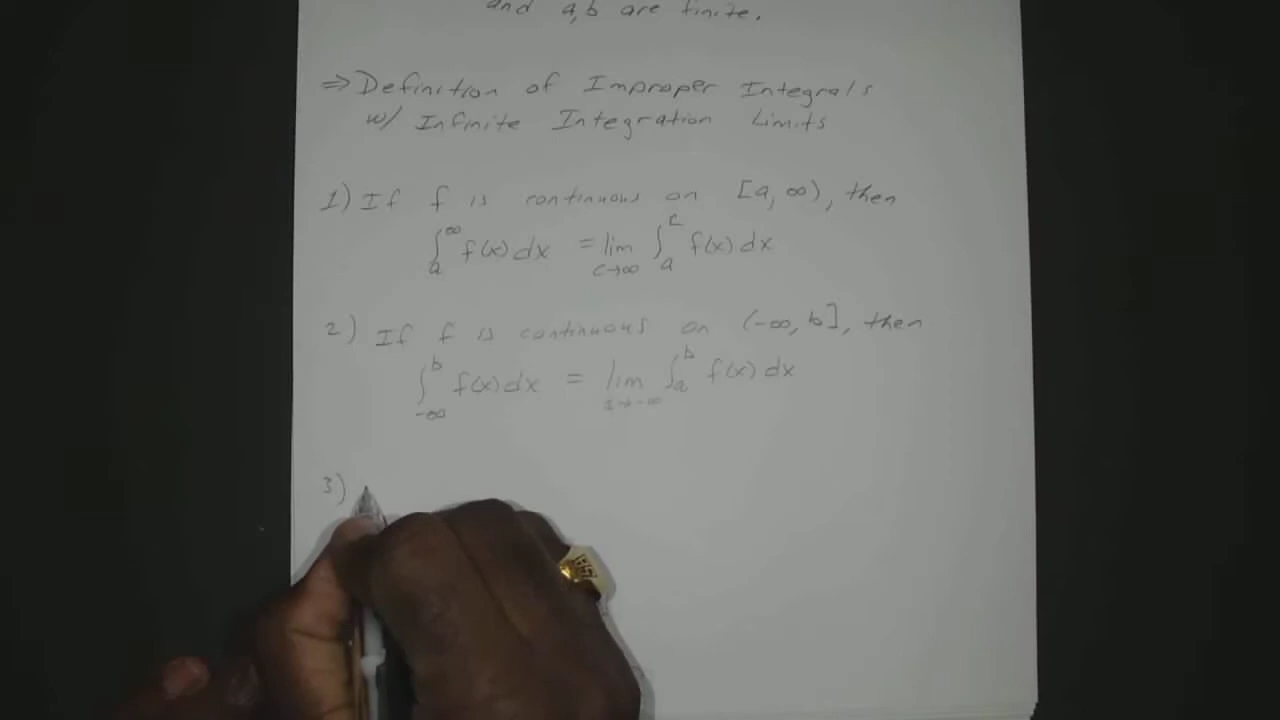 and a,b are finite.
⇒ Definition of Improper Integrals
w/ Infinite Integration Limits
1) If f is continuous on [a, ∞), then
∫_a^∞ f(x) dx = lim_{c→∞} ∫_a^c f(x) dx
2) If f is continuous on (-∞, b], then
∫_{-∞}^b f(x) dx = lim_{a→-∞} ∫_a^b f(x) dx
3)